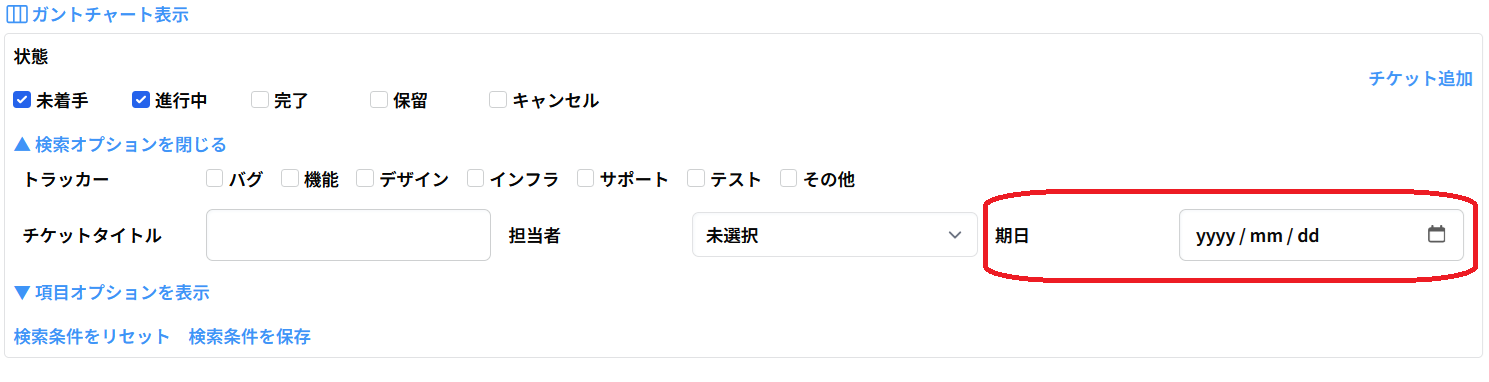 ガントチャート表示
状態
チケット追加
未着手 進行中 完了 保留 キャンセル
▲検索オプションを閉じる
トラッカー バグ 機能 デザイン インフラ サポート テスト その他
チケットタイトル 担当者 未選択 期日 yyyy / mm / dd
▼項目オプションを表示
検索条件をリセット 検索条件を保存